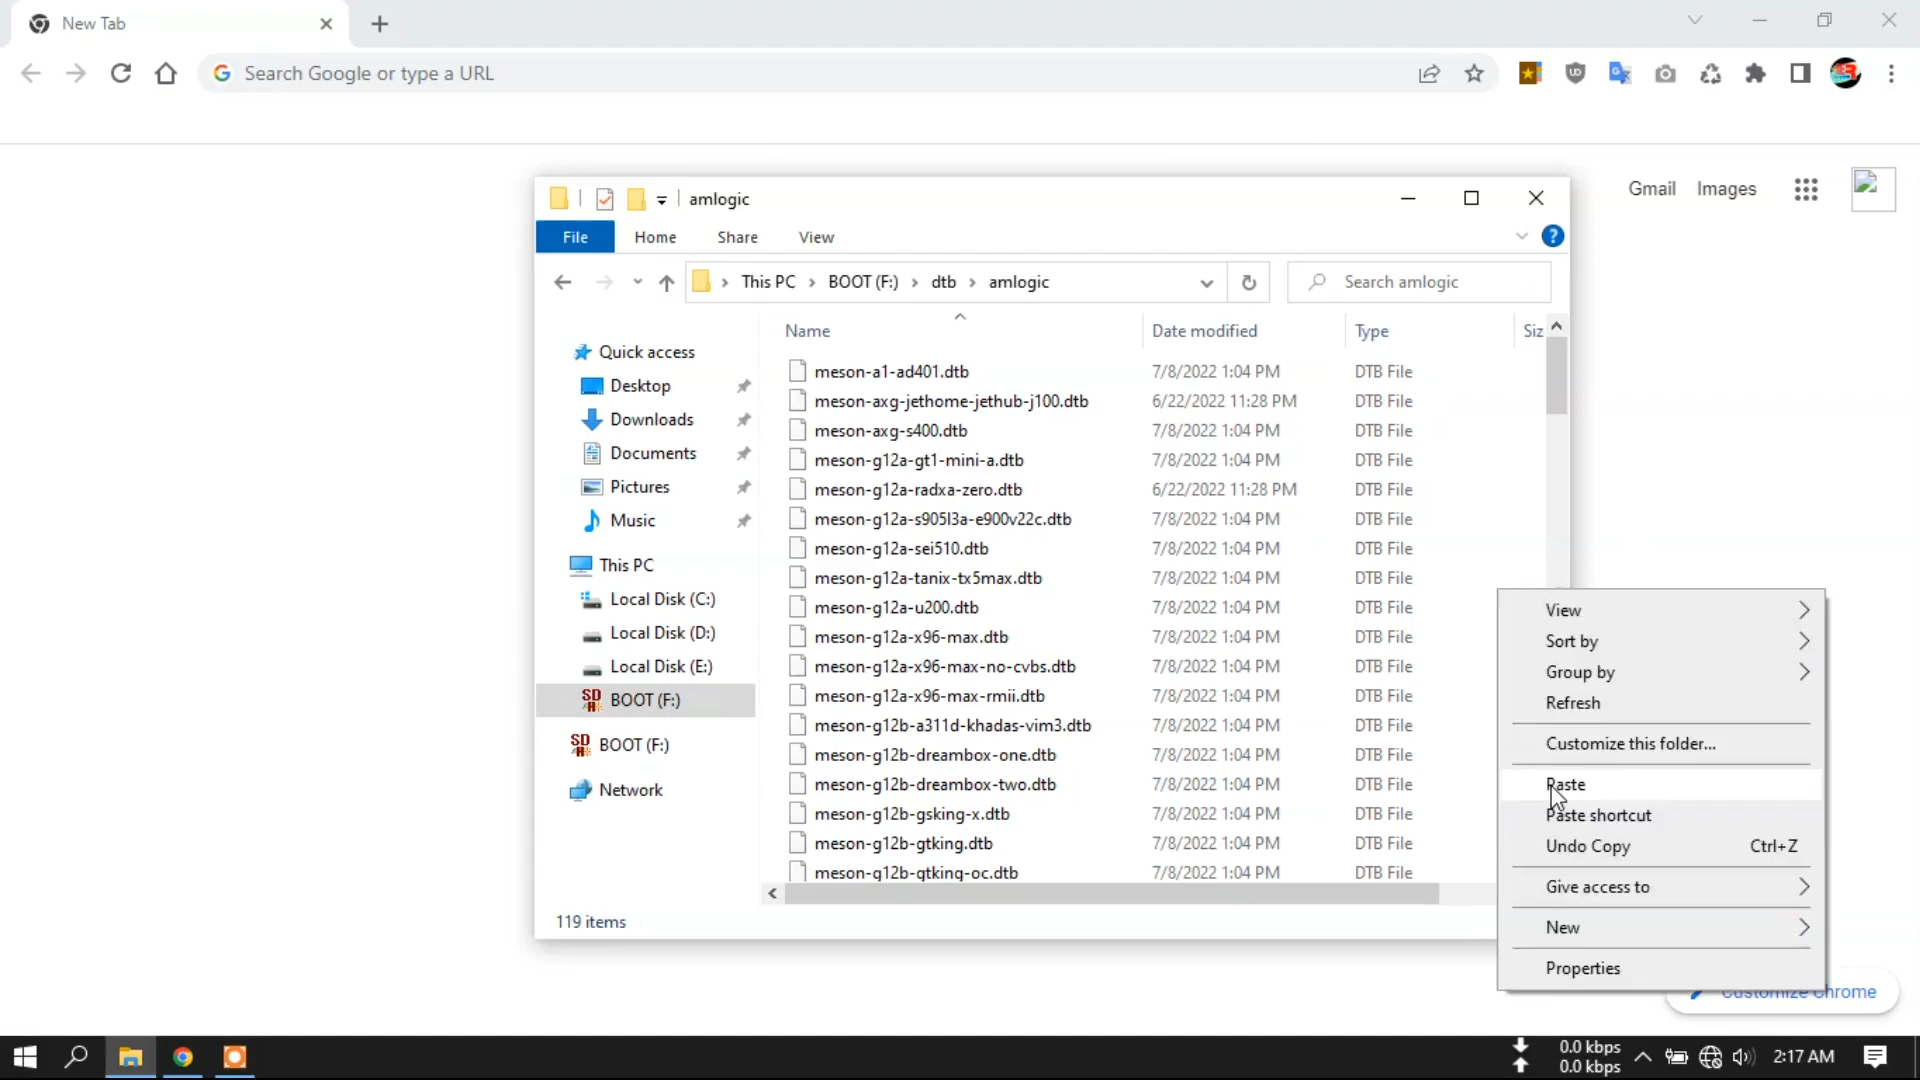 New Tab
Search Google or type a URL
Gmail Images
amlogic
File Home Share View
This PC > BOOT (F:) > dtb > amlogic
Search amlogic
Name Date modified Type Siz
Quick access
Desktop
Downloads
Documents
Pictures
Music
This PC
Local Disk (C:)
Local Disk (D:)
Local Disk (E:)
SD BOOT (F:)
SD BOOT (F:)
Network
meson-a1-ad401.dtb 7/8/2022 1:04 PM DTB File
meson-axg-jethome-jethub-j100.dtb 6/22/2022 11:28 PM DTB File
meson-axg-s400.dtb 7/8/2022 1:04 PM DTB File
meson-g12a-gt1-mini-a.dtb 7/8/2022 1:04 PM DTB File
meson-g12a-radxa-zero.dtb 6/22/2022 11:28 PM DTB File
meson-g12a-s905l3a-e900v22c.dtb 7/8/2022 1:04 PM DTB File
meson-g12a-sei510.dtb 7/8/2022 1:04 PM DTB File
meson-g12a-tanix-tx5max.dtb 7/8/2022 1:04 PM DTB File
meson-g12a-u200.dtb 7/8/2022 1:04 PM DTB File
meson-g12a-x96-max.dtb 7/8/2022 1:04 PM DTB File
meson-g12a-x96-max-no-cvbs.dtb 7/8/2022 1:04 PM DTB File
meson-g12a-x96-max-rmii.dtb 7/8/2022 1:04 PM DTB File
meson-g12b-a311d-khadas-vim3.dtb 7/8/2022 1:04 PM DTB File
meson-g12b-dreambox-one.dtb 7/8/2022 1:04 PM DTB File
meson-g12b-dreambox-two.dtb 7/8/2022 1:04 PM DTB File
meson-g12b-gsking-x.dtb 7/8/2022 1:04 PM DTB File
meson-g12b-gtking.dtb 7/8/2022 1:04 PM DTB File
meson-g12b-gtking-oc.dtb 7/8/2022 1:04 PM DTB File
119 items
View
Sort by
Group by
Refresh
Customize this folder...
Paste
Paste shortcut
Undo Copy Ctrl+Z
Give access to
New
Properties
Customize Chrome
0.0 kbps
0.0 kbps
2:17 AM